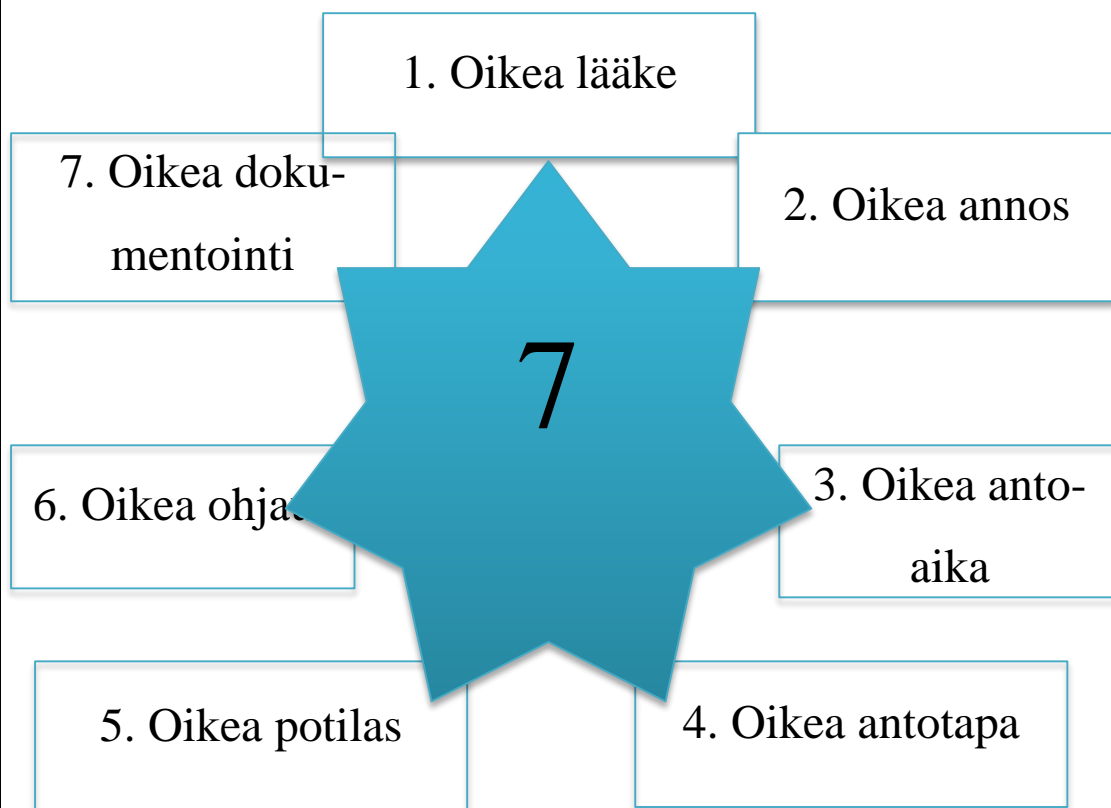 1. Oikea lääke
2. Oikea annos
3. Oikea anto-
aika
4. Oikea antotapa
5. Oikea potilas
6. Oikea
7. Oikea doku-
mentointi
7